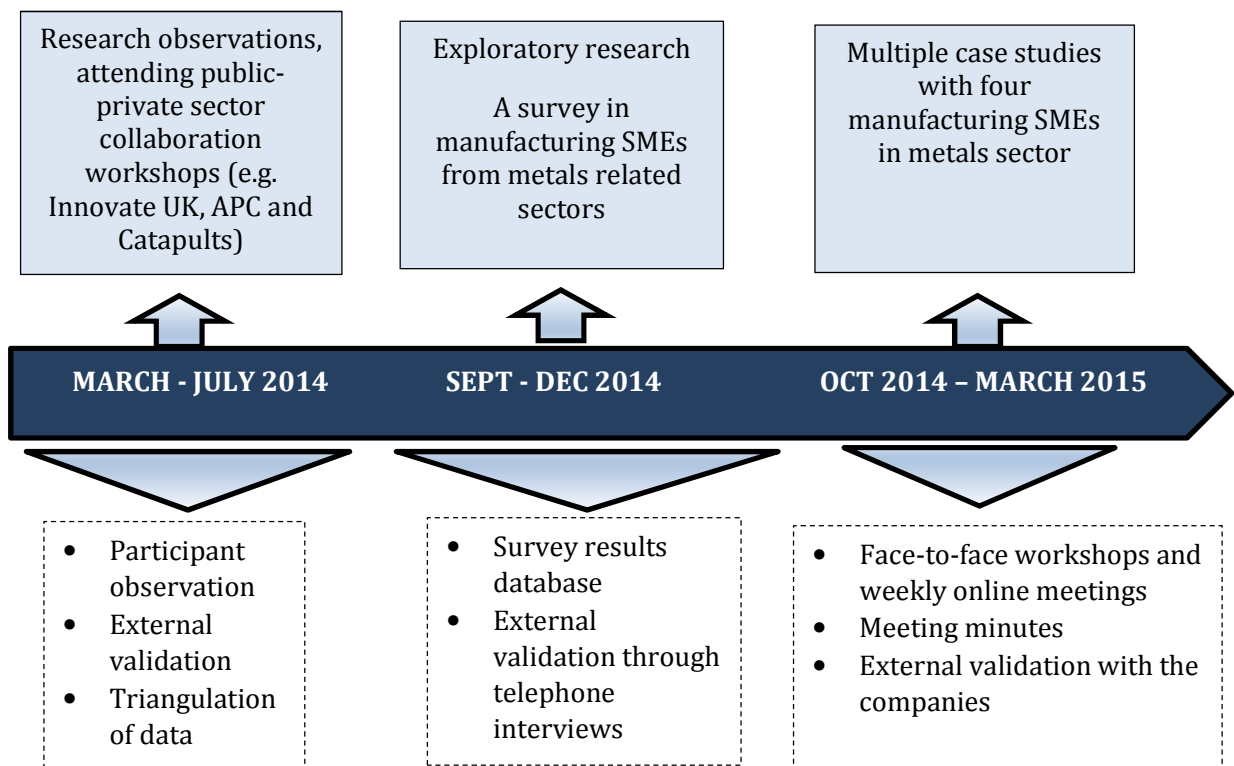 Research observations,
attending public-
private sector
collaboration
workshops (e.g.
Innovate UK, APC and
Catapults)
Exploratory research
A survey in
manufacturing SMEs
from metals related
sectors
Multiple case studies
with four
manufacturing SMEs
in metals sector
MARCH - JULY 2014
SEPT - DEC 2014
OCT 2014 – MARCH 2015
• Participant
observation
• External
validation
• Triangulation
of data
• Survey results
database
• External
validation through
telephone
interviews
• Face-to-face workshops and
weekly online meetings
• Meeting minutes
• External validation with the
companies